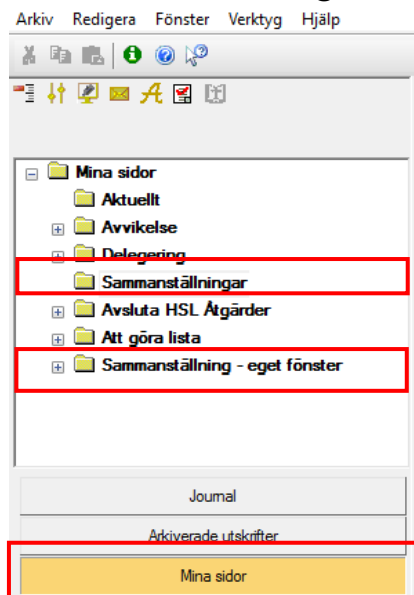 Arkiv Redigera Fönster Verktyg Hjälp
Mina sidor
Aktuellt
Avvikelse
Delegering
Sammanställningar
Avsluta HSL Åtgärder
Att göra lista
Sammanställning - eget fönster
Journal
Arkiverade utskrifter
Mina sidor